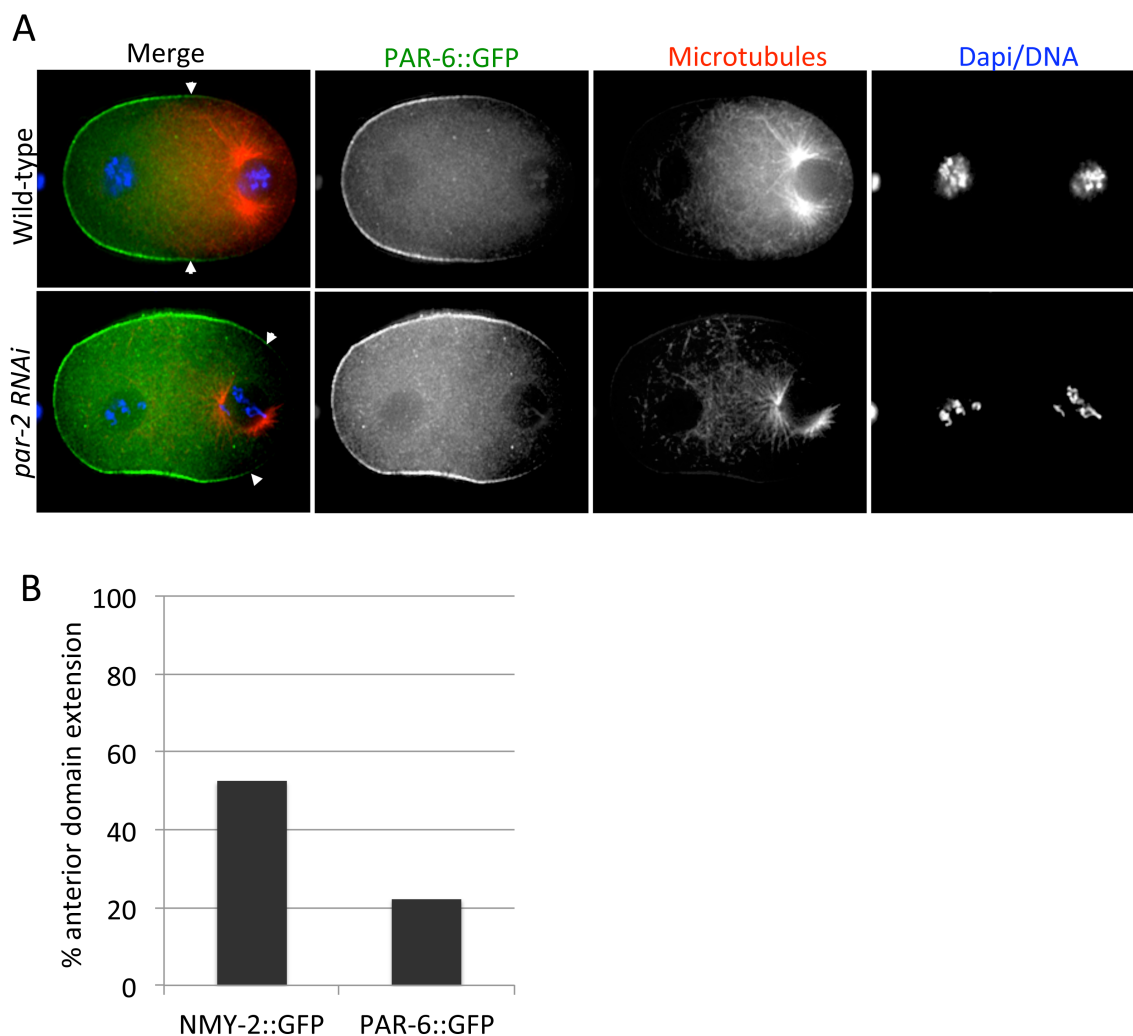 A
Merge
PAR-6::GFP
Microtubules
Dapi/DNA
Wild-type
par-2 RNAi
B
% anterior domain extension
100
80
60
40
20
0
NMY-2::GFP
PAR-6::GFP